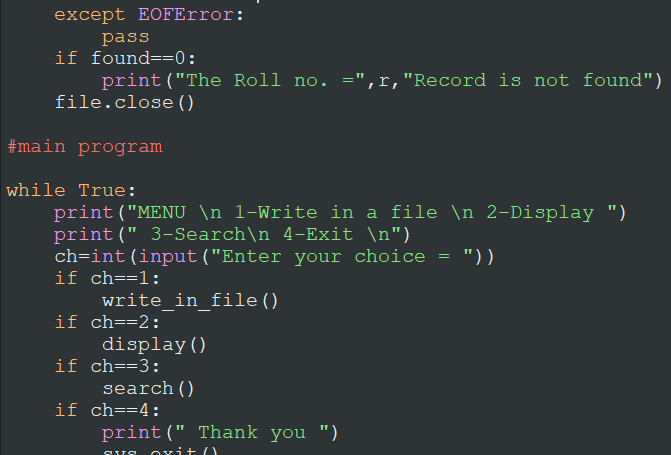 except EOFError:
pass
if found==0:
print("The Roll no. =",r,"Record is not found")
file.close()
#main program
while True:
print("MENU \n 1-Write in a file \n 2-Display ")
print(" 3-Search\n 4-Exit \n")
ch=int(input("Enter your choice = "))
if ch==1:
write_in_file()
if ch==2:
display()
if ch==3:
search()
if ch==4:
print(" Thank you ")
sys.exit()